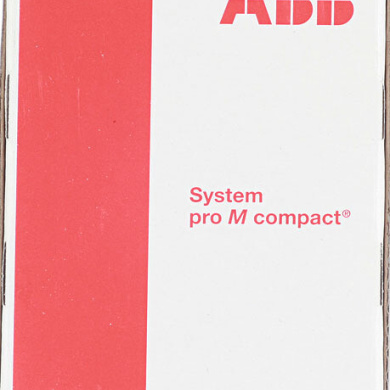 ABB
System
pro M compact®